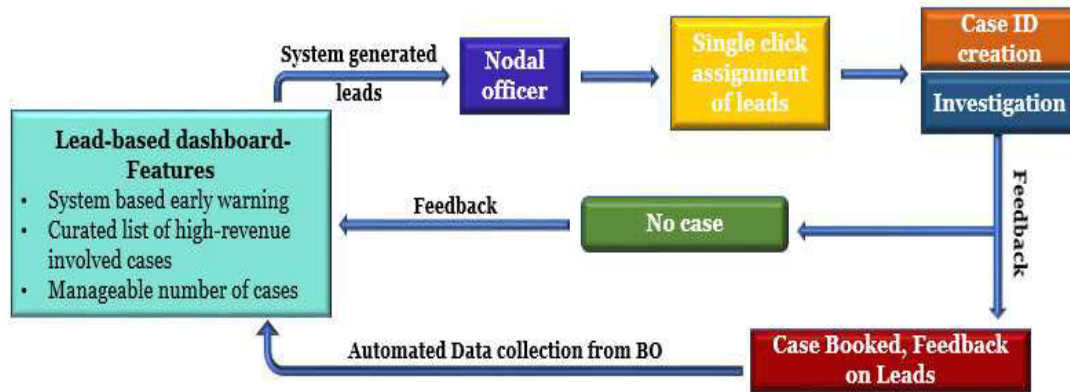 System generated
leads
Nodal
officer
Single click
assignment
of leads
Case ID
creation
Investigation
Lead-based dashboard-
Features
• System based early warning
• Curated list of high-revenue
involved cases
• Manageable number of cases
Feedback
No case
Feedback
Automated Data collection from BO
Case Booked, Feedback
on Leads